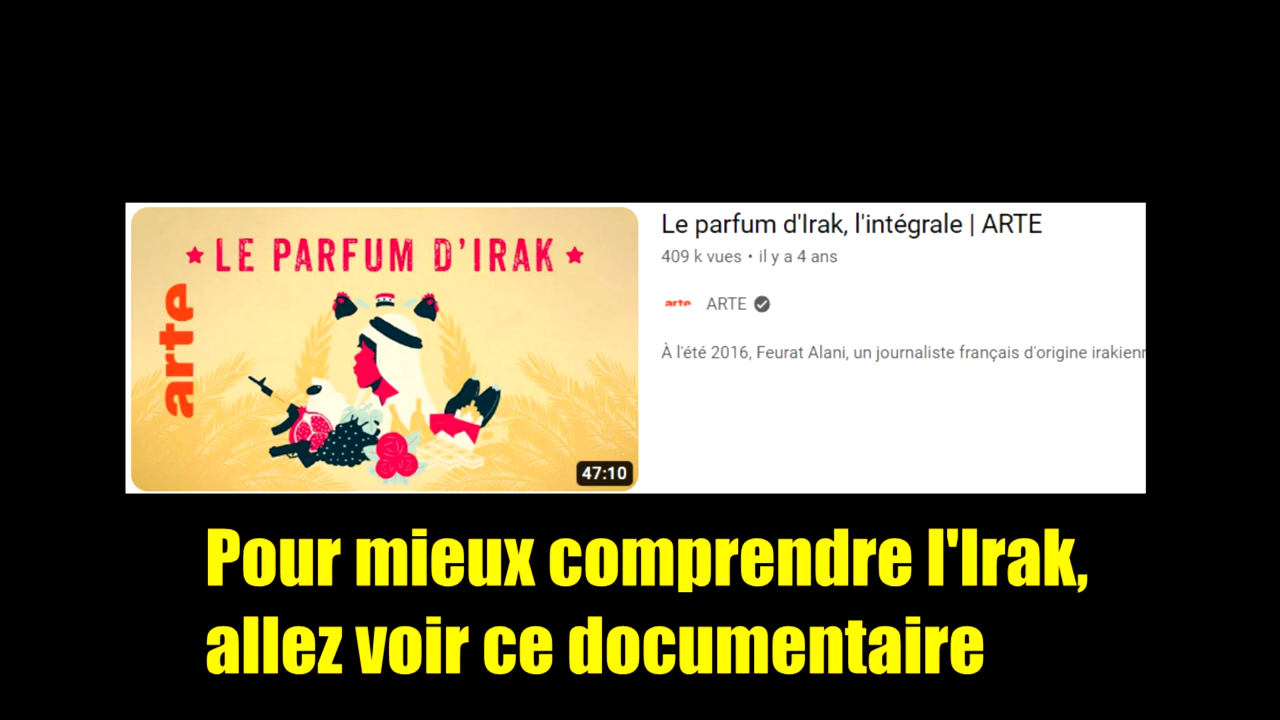 LE PARFUM D'IRAK
arte
47:10
Le parfum d'Irak, l'intégrale | ARTE
409 k vues • il y a 4 ans
arte ARTE
À l'été 2016, Feurat Alani, un journaliste français d'origine irakienn
Pour mieux comprendre l'Irak,
allez voir ce documentaire